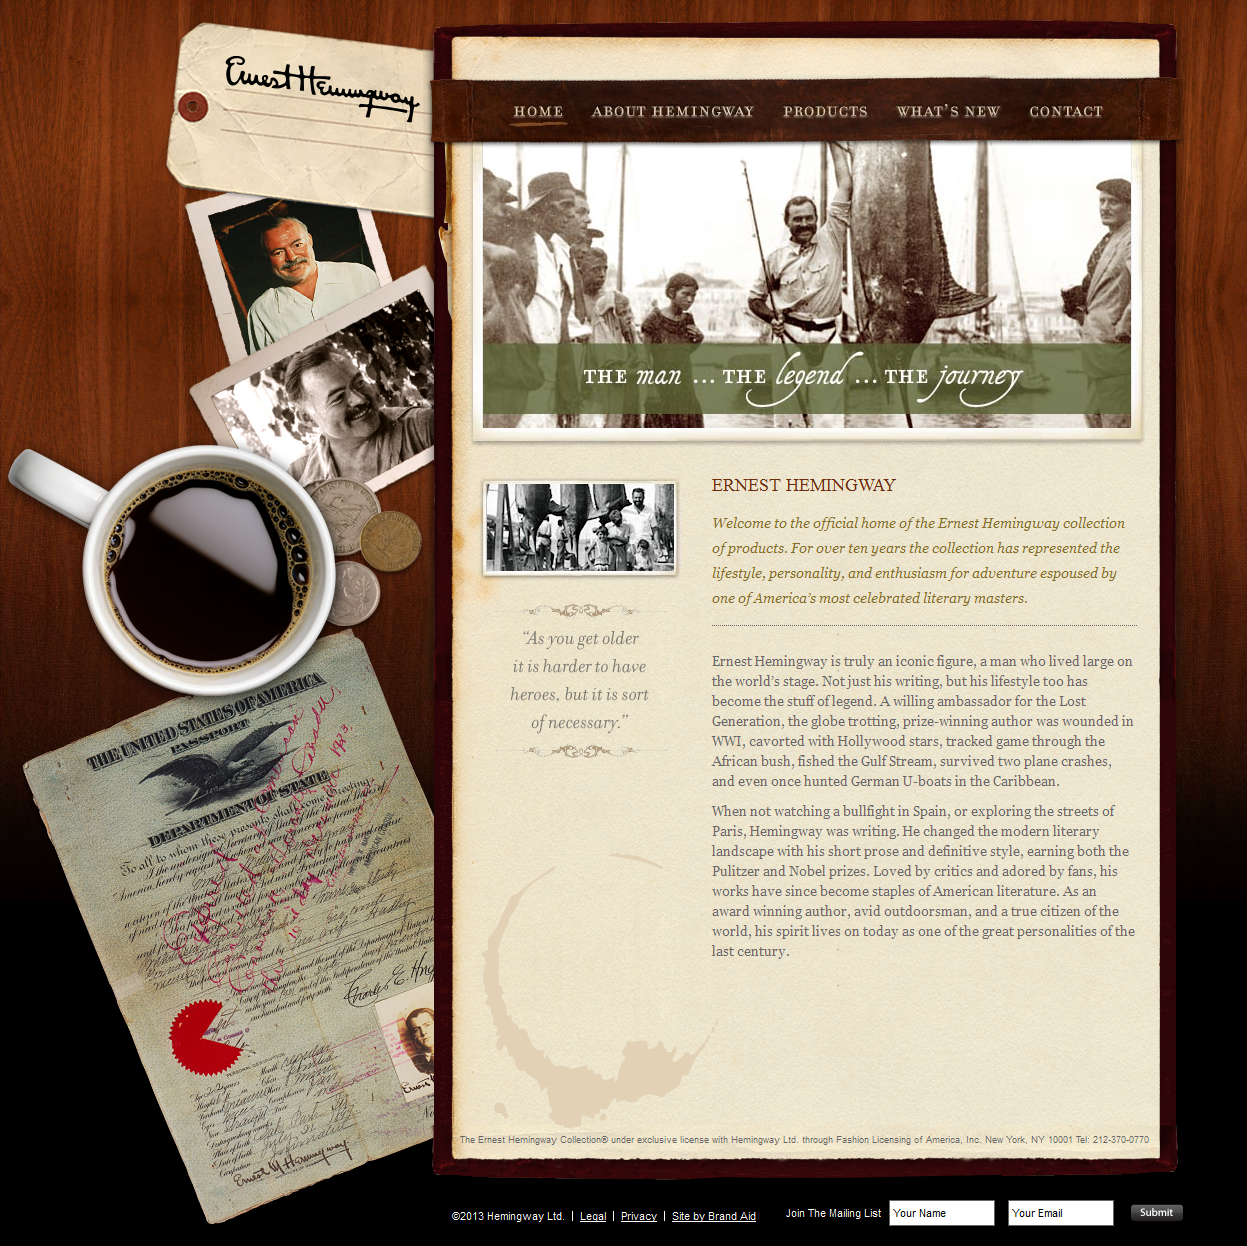 Ernest Hemingway
HOME ABOUT HEMINGWAY PRODUCTS WHAT'S NEW CONTACT
THE man ... THE legend ... THE journey
ERNEST HEMINGWAY
Welcome to the official home of the Ernest Hemingway collection
of products. For over ten years the collection has represented the
lifestyle, personality, and enthusiasm for adventure espoused by
one of America's most celebrated literary masters.
“As you get older
it is harder to have
heroes, but it is sort
of necessary.”
Ernest Hemingway is truly an iconic figure, a man who lived large on
the world's stage. Not just his writing, but his lifestyle too has
become the stuff of legend. A willing ambassador for the Lost
Generation, the globe trotting, prize-winning author was wounded in
WWI, cavorted with Hollywood stars, tracked game through the
African bush, fished the Gulf Stream, survived two plane crashes,
and even once hunted German U-boats in the Caribbean.
When not watching a bullfight in Spain, or exploring the streets of
Paris, Hemingway was writing. He changed the modern literary
landscape with his short prose and definitive style, earning both the
Pulitzer and Nobel prizes. Loved by critics and adored by fans, his
works have since become staples of American literature. As an
award winning author, avid outdoorsman, and a true citizen of the
world, his spirit lives on today as one of the great personalities of the
last century.
THE UNITED STATES OF AMERICA
PASSPORT
DEPARTMENT OF STATE
To all to whom these presents shall come Greeting
The Ernest Hemingway Collection® under exclusive license with Hemingway Ltd. through Fashion Licensing of America, Inc. New York, NY 10001 Tel: 212-370-0770
©2013 Hemingway Ltd. | Legal | Privacy | Site by Brand Aid
Join The Mailing List Your Name Your Email Submit